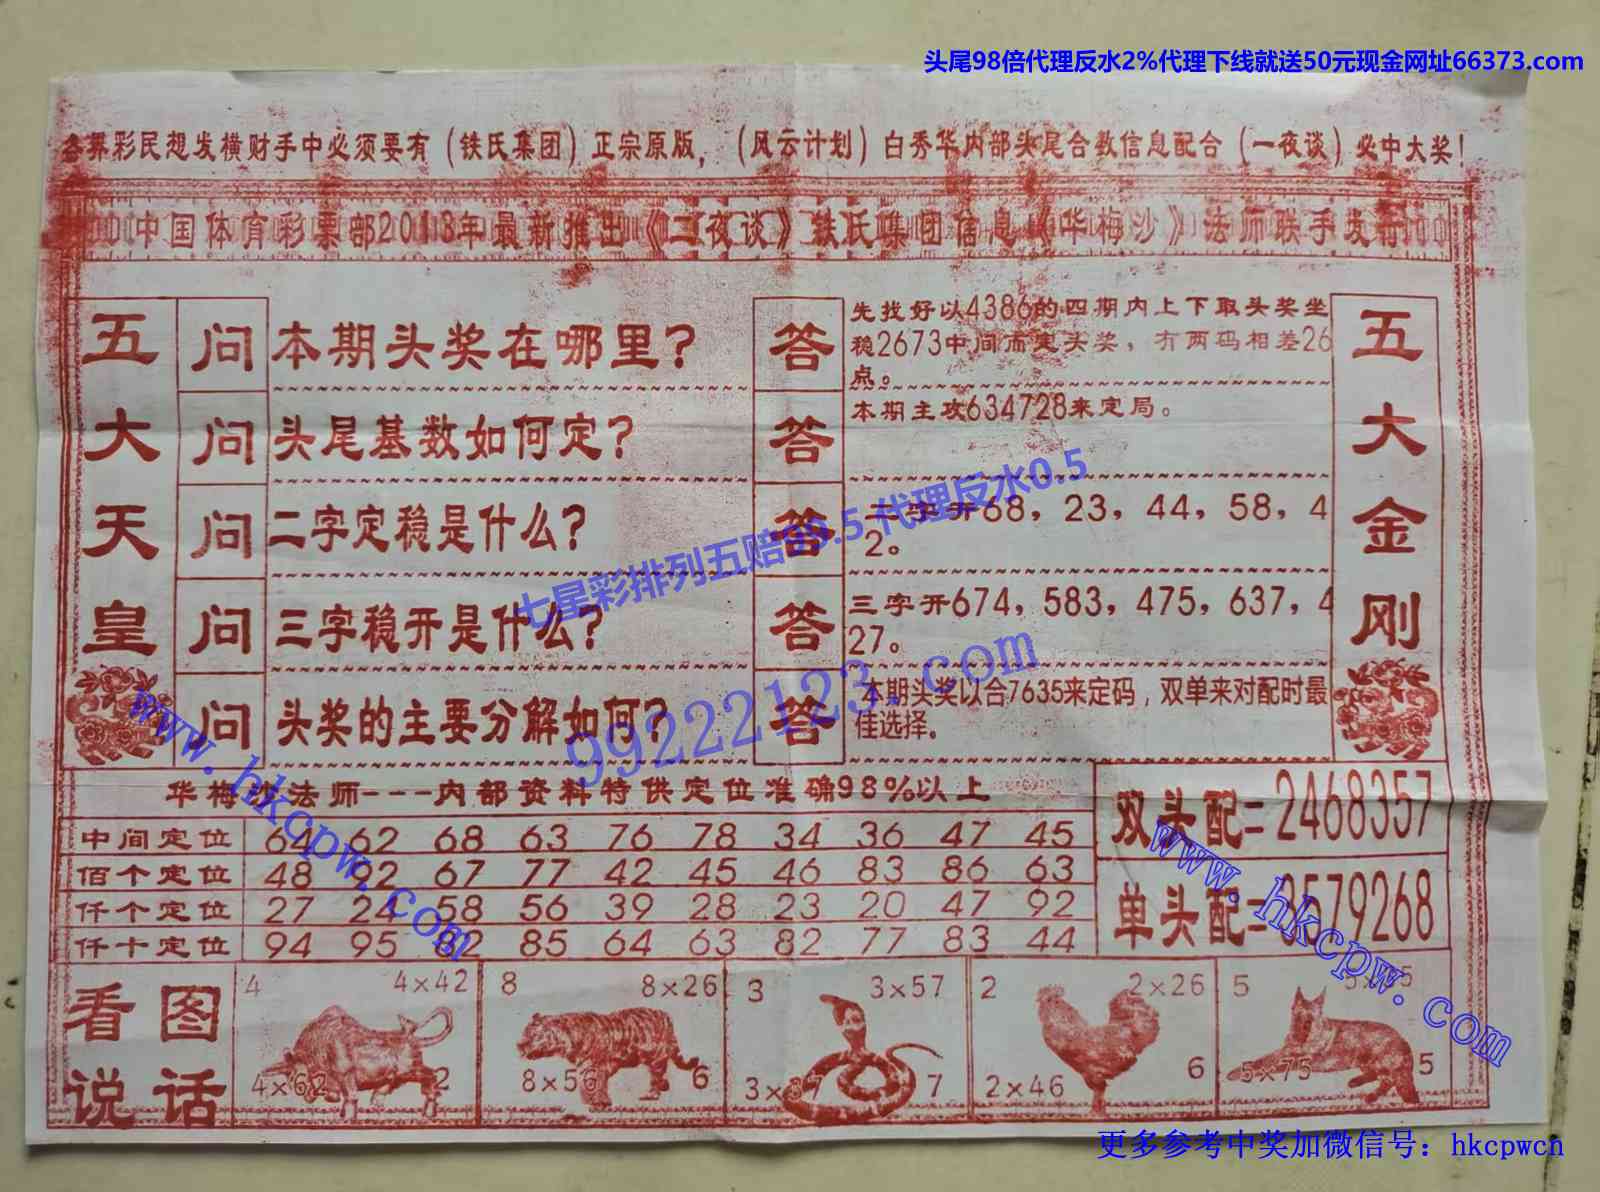 头尾98倍代理反水2%代理下线就送50元现金网址66373.com
各界彩民想发横财手中必须要有（铁氏集团）正宗原版，（风云计划）白秀华内部头尾合数信息配合（一夜谈）必中大奖！
中国体育彩票部2013年最新推出《二夜谈》铁氏集团信息《华梅沙》法师联手发行
五大天皇
问 本期头奖在哪里？
答 先找好以4386的四期内上下取头奖坐
稳2673中间而定头奖，有两码相差26
点。
问 头尾基数如何定？
答 本期主攻634728来定局。
问 二字定稳是什么？
答 二字开68，23，44，58，4
2。
问 三字稳开是什么？
答 三字开674，583，475，637，4
27。
问 头奖的主要分解如何？
答 本期头奖以合7635来定码，双单来对配时最
佳选择。
五大金刚
七星彩排列五赔99.5代理反水0.5
99222123.com
www.hkcpw.com
华梅沙法师---内部资料特供定位准确98%以上
中间定位 64 62 68 63 76 78 34 36 47 45
佰个定位 48 92 67 77 42 45 46 83 86 63
仟个定位 27 24 58 56 39 28 23 20 47 92
仟十定位 94 95 82 85 64 63 82 77 83 44
双头配=2468357
单头配=3579268
www.hkcpw.com
看图
说话
4 4×42
4×62 2
8 8×26
8×56 6
3 3×57
3×37 7
2 2×26
2×46 6
5
5×75 5
更多参考中奖加微信号：hkcpwcn